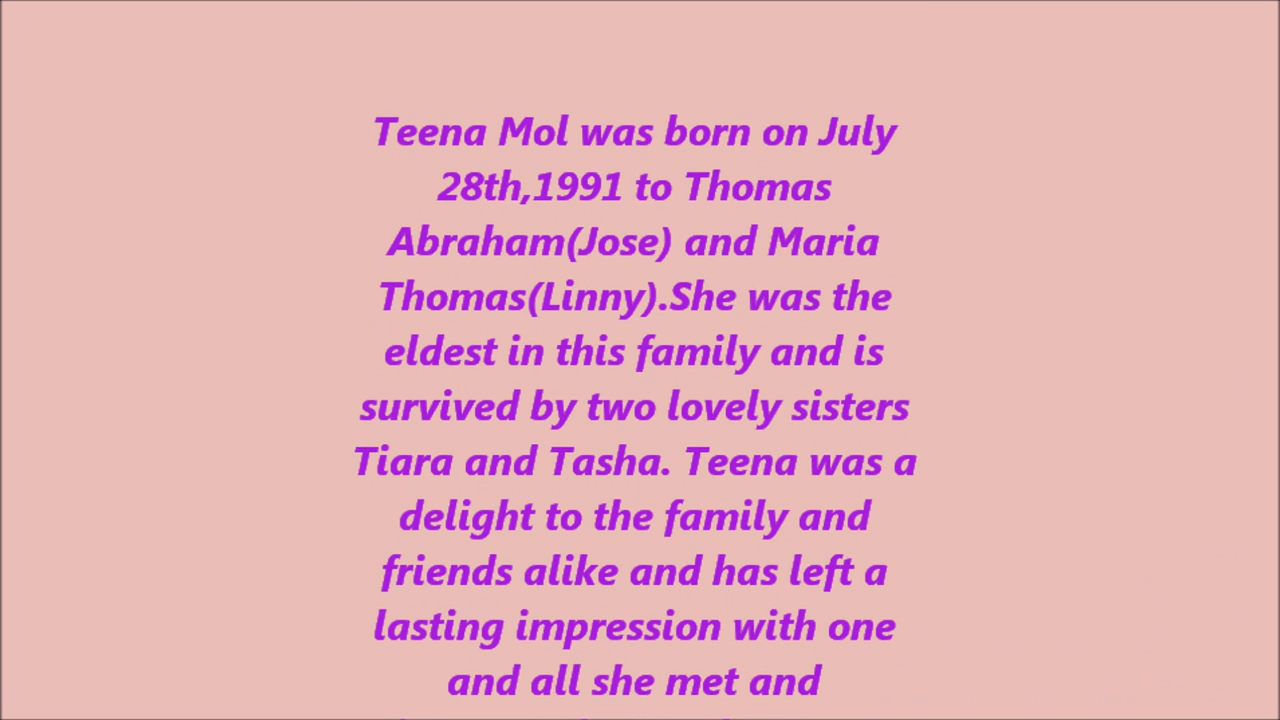 Teena Mol was born on July
28th,1991 to Thomas
Abraham(Jose) and Maria
Thomas(Linny).She was the
eldest in this family and is
survived by two lovely sisters
Tiara and Tasha. Teena was a
delight to the family and
friends alike and has left a
lasting impression with one
and all she met and